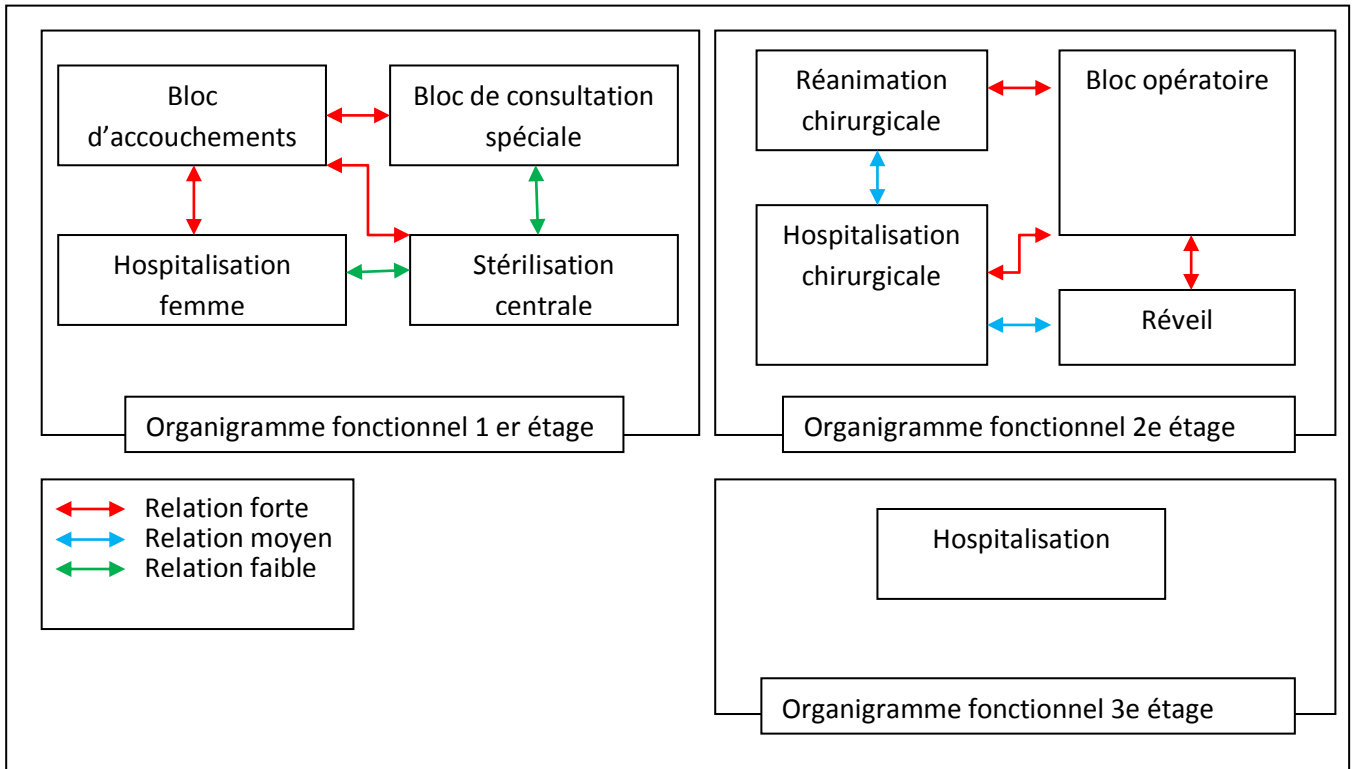 Bloc
d’accouchements
Bloc de consultation
spéciale
Hospitalisation
femme
Stérilisation
centrale
Organigramme fonctionnel 1 er étage
Réanimation
chirurgicale
Bloc opératoire
Hospitalisation
chirurgicale
Réveil
Organigramme fonctionnel 2e étage
Relation forte
Relation moyen
Relation faible
Hospitalisation
Organigramme fonctionnel 3e étage